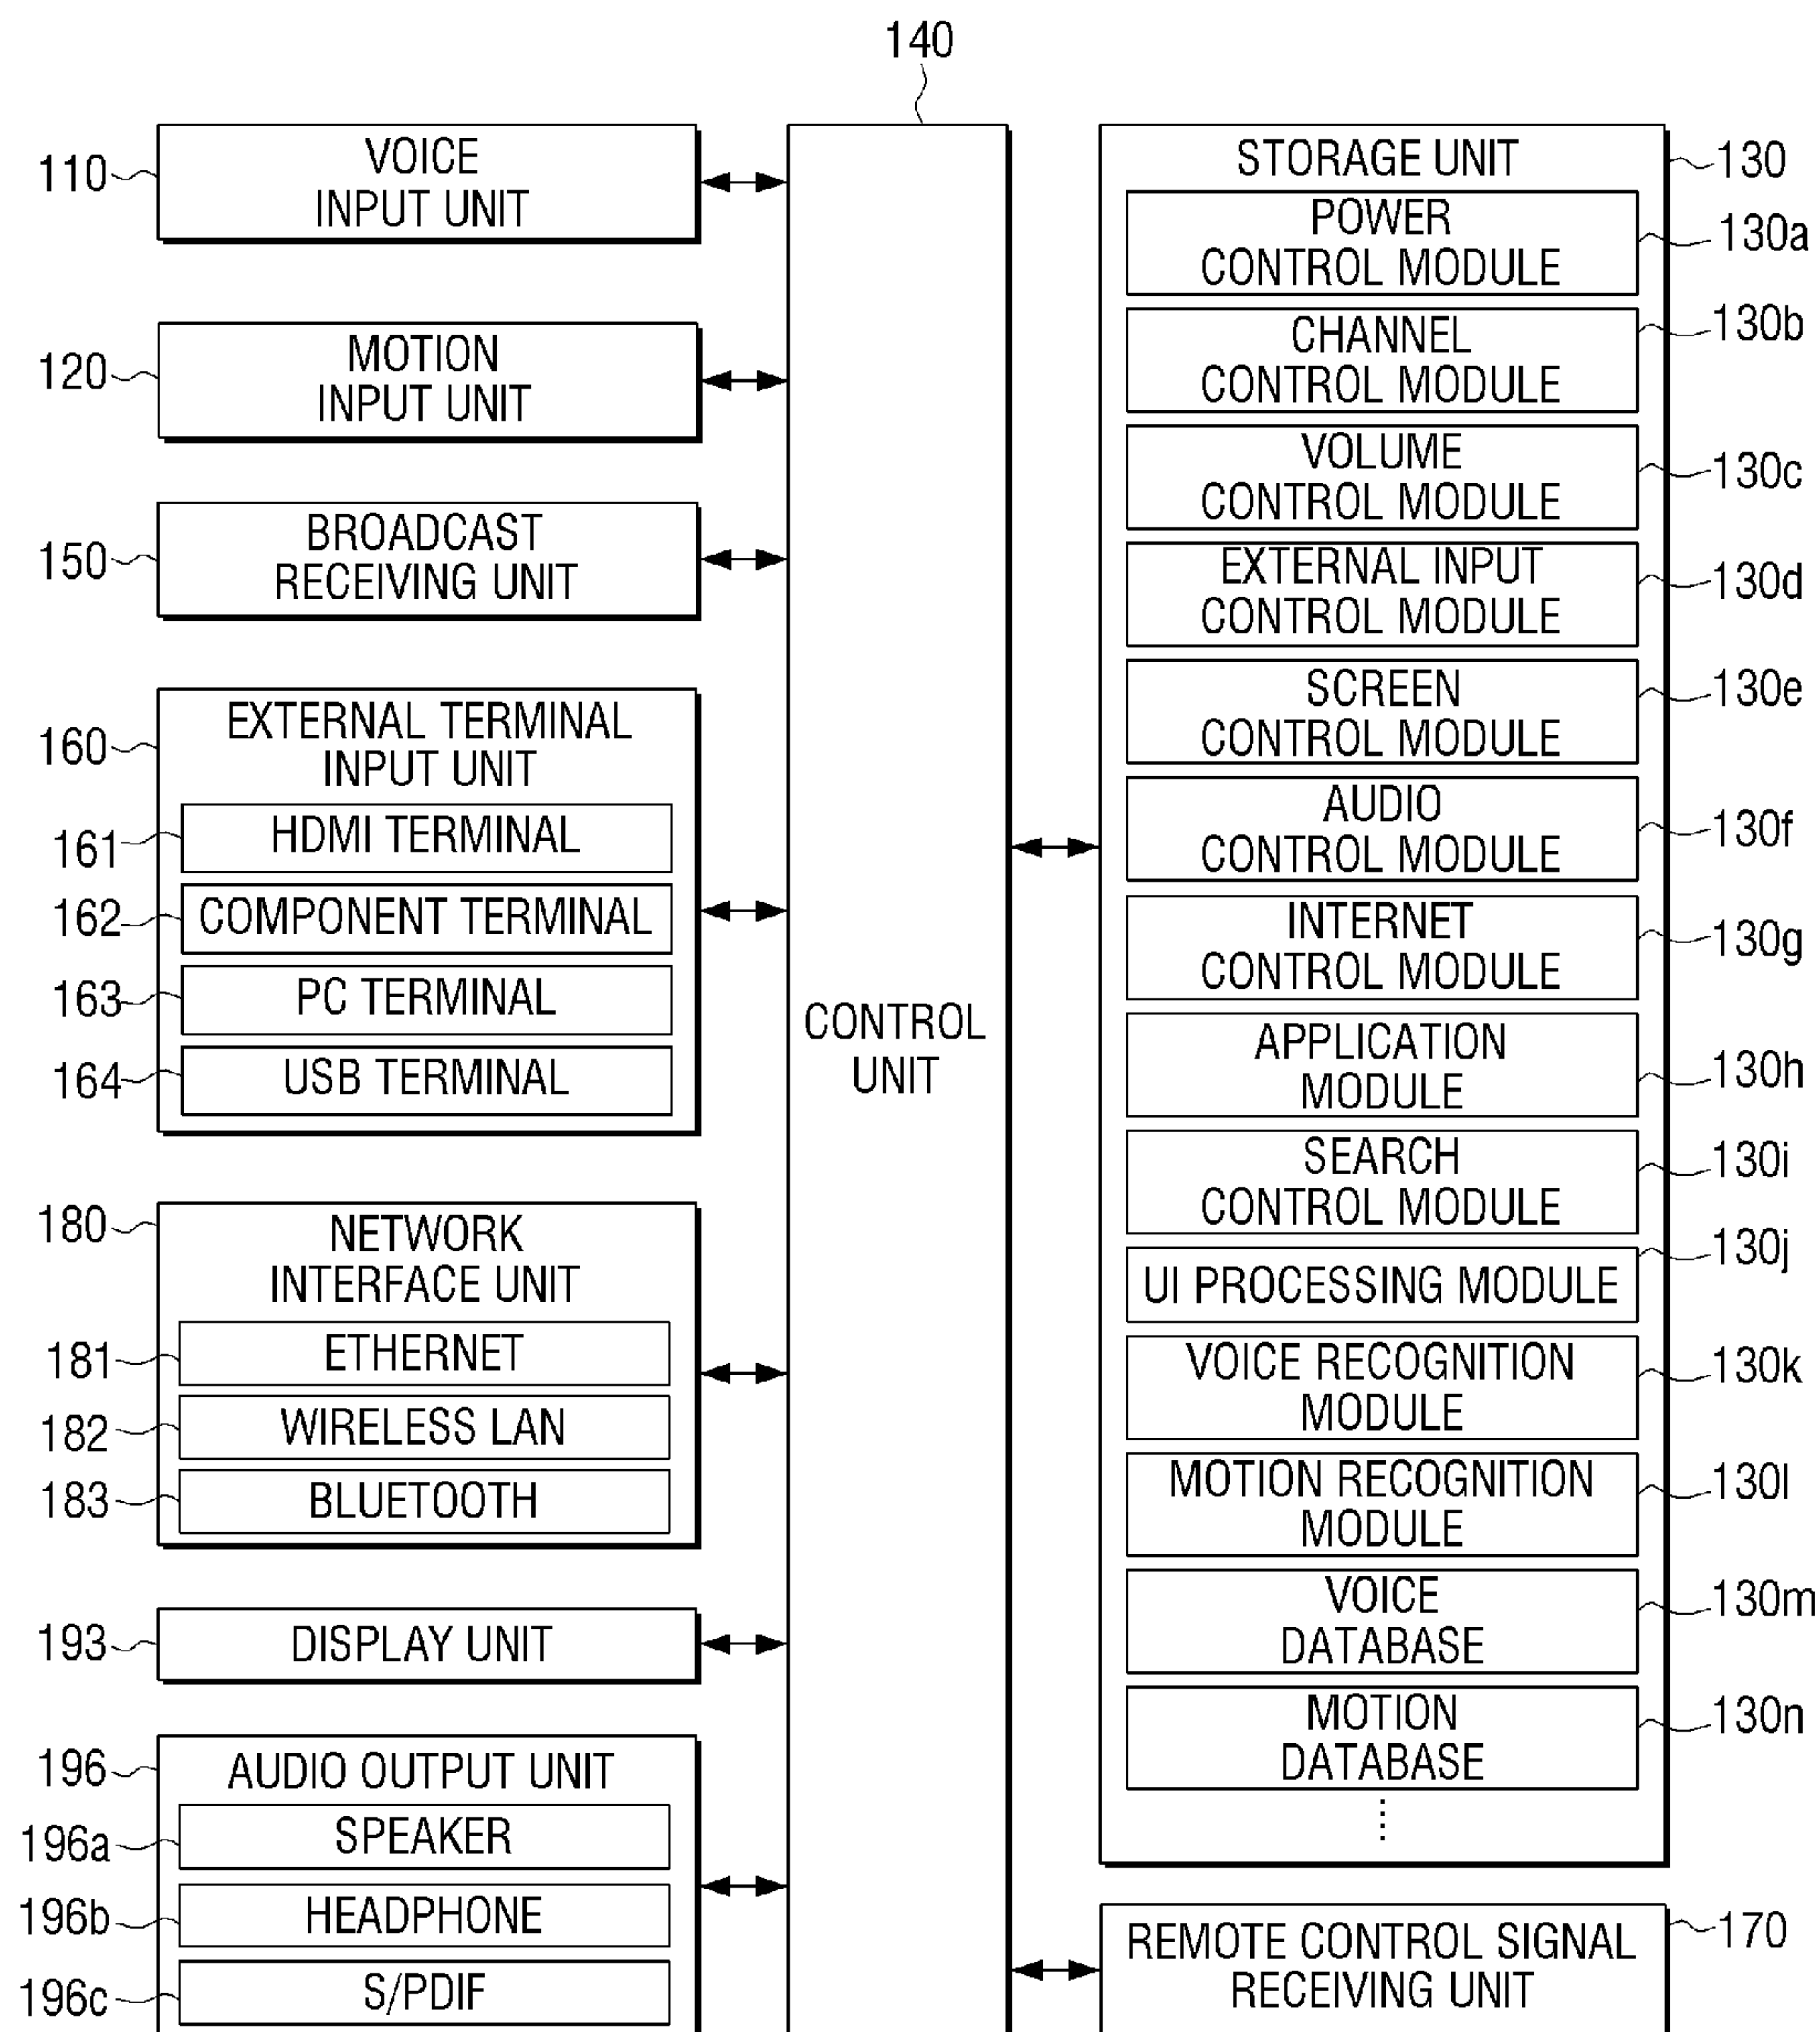 140
110
VOICE
INPUT UNIT
120
MOTION
INPUT UNIT
150
BROADCAST
RECEIVING UNIT
160
EXTERNAL TERMINAL
INPUT UNIT
161
HDMI TERMINAL
162
COMPONENT TERMINAL
163
PC TERMINAL
164
USB TERMINAL
180
NETWORK
INTERFACE UNIT
181
ETHERNET
182
WIRELESS LAN
183
BLUETOOTH
193
DISPLAY UNIT
196
AUDIO OUTPUT UNIT
196a
SPEAKER
196b
HEADPHONE
196c
S/PDIF
CONTROL
UNIT
STORAGE UNIT
130
POWER
CONTROL MODULE
130a
CHANNEL
CONTROL MODULE
130b
VOLUME
CONTROL MODULE
130c
EXTERNAL INPUT
CONTROL MODULE
130d
SCREEN
CONTROL MODULE
130e
AUDIO
CONTROL MODULE
130f
INTERNET
CONTROL MODULE
130g
APPLICATION
MODULE
130h
SEARCH
CONTROL MODULE
130i
UI PROCESSING MODULE
130j
VOICE RECOGNITION
MODULE
130k
MOTION RECOGNITION
MODULE
130l
VOICE
DATABASE
130m
MOTION
DATABASE
130n
REMOTE CONTROL SIGNAL
RECEIVING UNIT
170